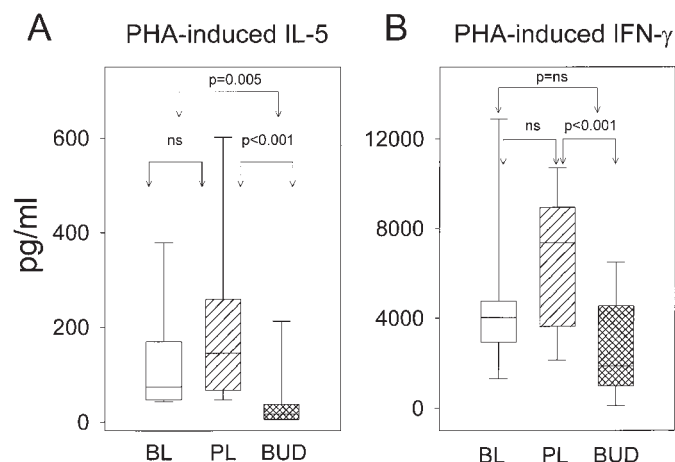 A PHA-induced IL-5
p=0.005
ns p<0.001
600
400
200
0
pg/ml
BL PL BUD
B PHA-induced IFN-γ
p=ns
ns p<0.001
12000
8000
4000
0
BL PL BUD